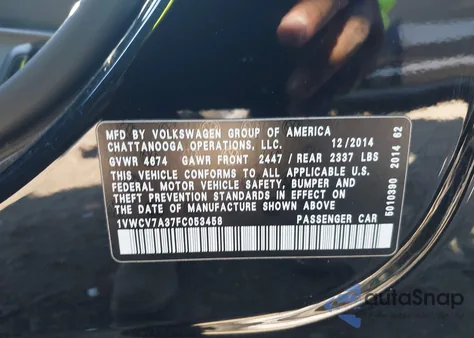 MFD BY VOLKSWAGEN GROUP OF AMERICA
CHATTANOOGA OPERATIONS, LLC. 12/2014
GVWR 4674 GAWR FRONT 2447 / REAR 2337 LBS
THIS VEHICLE CONFORMS TO ALL APPLICABLE U.S.
FEDERAL MOTOR VEHICLE SAFETY, BUMPER AND
THEFT PREVENTION STANDARDS IN EFFECT ON THE
DATE OF MANUFACTURE SHOWN ABOVE
1VWCV7A37FC053458 PASSENGER CAR
5010390 2014 62
autaSnap